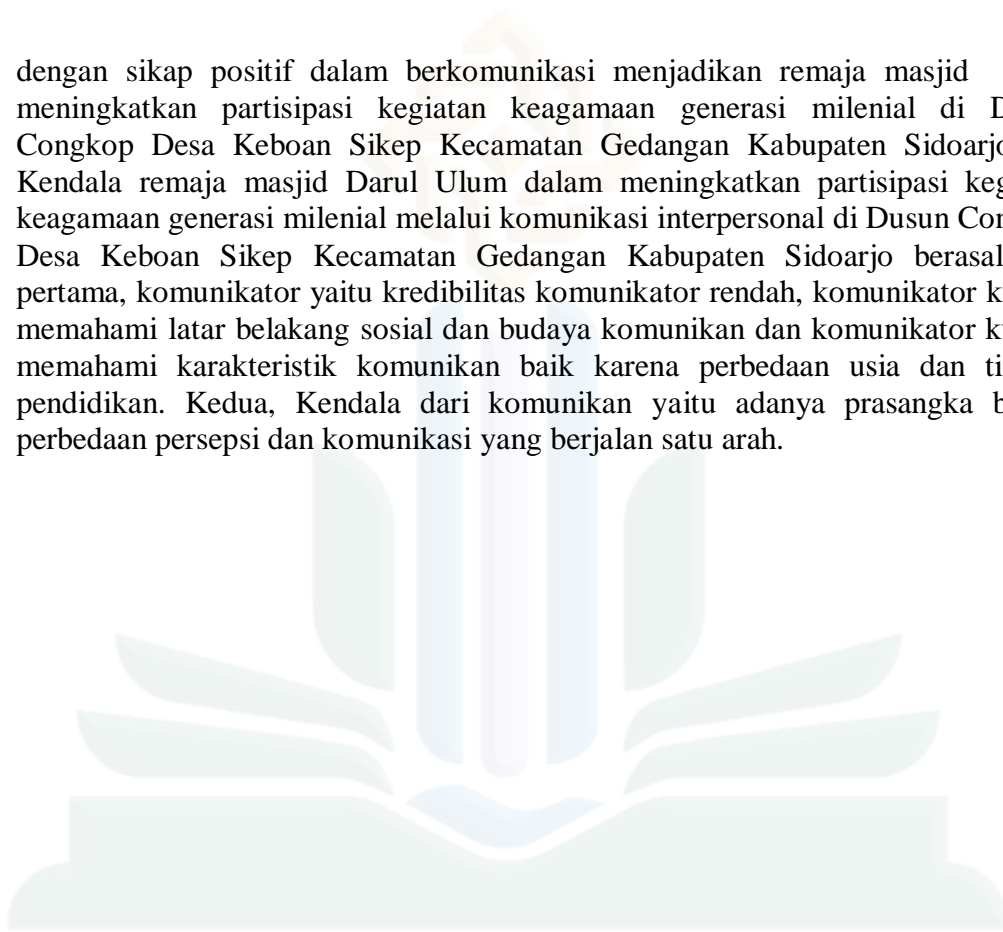 dengan sikap positif dalam berkomunikasi menjadikan remaja masjid
meningkatkan partisipasi kegiatan keagamaan generasi milenial di D
Congkop Desa Keboan Sikep Kecamatan Gedangan Kabupaten Sidoarjo
Kendala remaja masjid Darul Ulum dalam meningkatkan partisipasi keg
keagamaan generasi milenial melalui komunikasi interpersonal di Dusun Con
Desa Keboan Sikep Kecamatan Gedangan Kabupaten Sidoarjo berasal
pertama, komunikator yaitu kredibilitas komunikator rendah, komunikator k
memahami latar belakang sosial dan budaya komunikan dan komunikator k
memahami karakteristik komunikan baik karena perbedaan usia dan ti
pendidikan. Kedua, Kendala dari komunikan yaitu adanya prasangka b
perbedaan persepsi dan komunikasi yang berjalan satu arah.